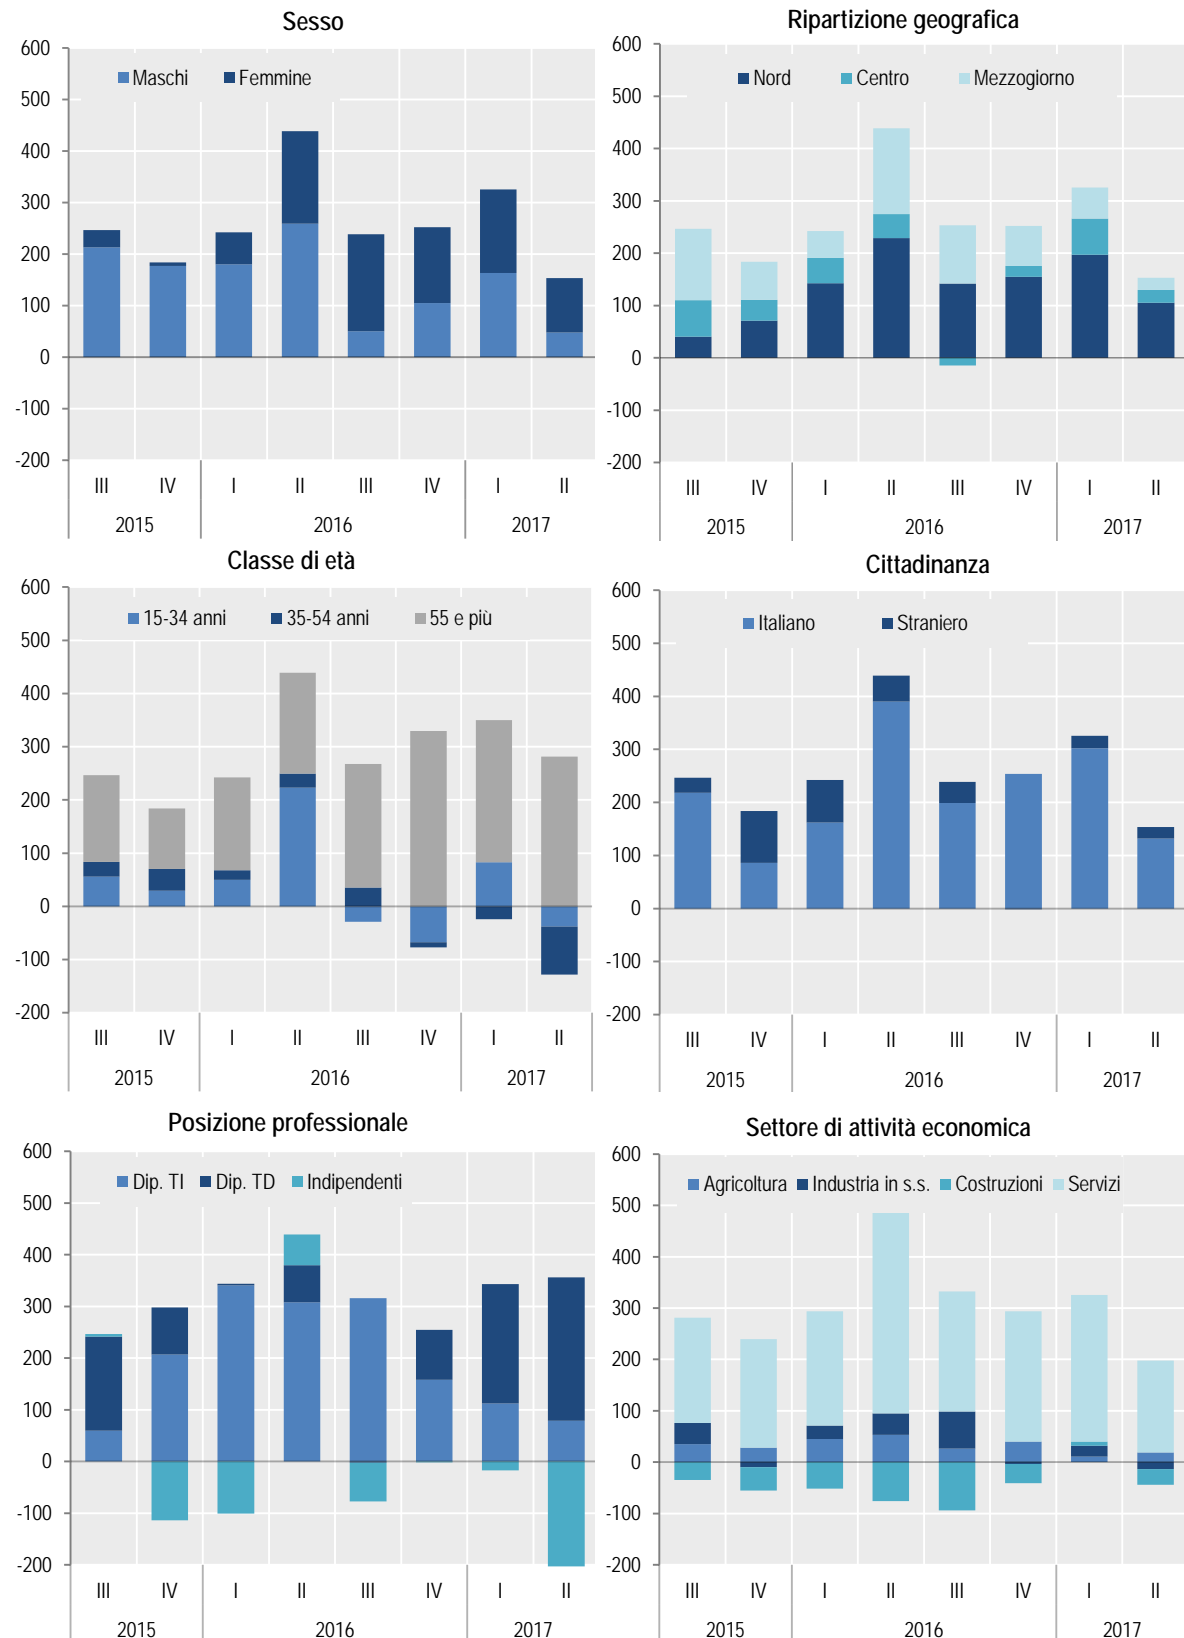 Sesso
Maschi Femmine
600
500
400
300
200
100
0
-100
-200
III IV I II III IV I II
2015 2016 2017
Ripartizione geografica
Nord Centro Mezzogiorno
600
500
400
300
200
100
0
-100
-200
III IV I II III IV I II
2015 2016 2017
Classe di età
15-34 anni 35-54 anni 55 e più
600
500
400
300
200
100
0
-100
-200
III IV I II III IV I II
2015 2016 2017
Cittadinanza
Italiano Straniero
600
500
400
300
200
100
0
-100
-200
III IV I II III IV I II
2015 2016 2017
Posizione professionale
Dip. TI Dip. TD Indipendenti
600
500
400
300
200
100
0
-100
-200
III IV I II III IV I II
2015 2016 2017
Settore di attività economica
Agricoltura Industria in s.s. Costruzioni Servizi
600
500
400
300
200
100
0
-100
-200
III IV I II III IV I II
2015 2016 2017